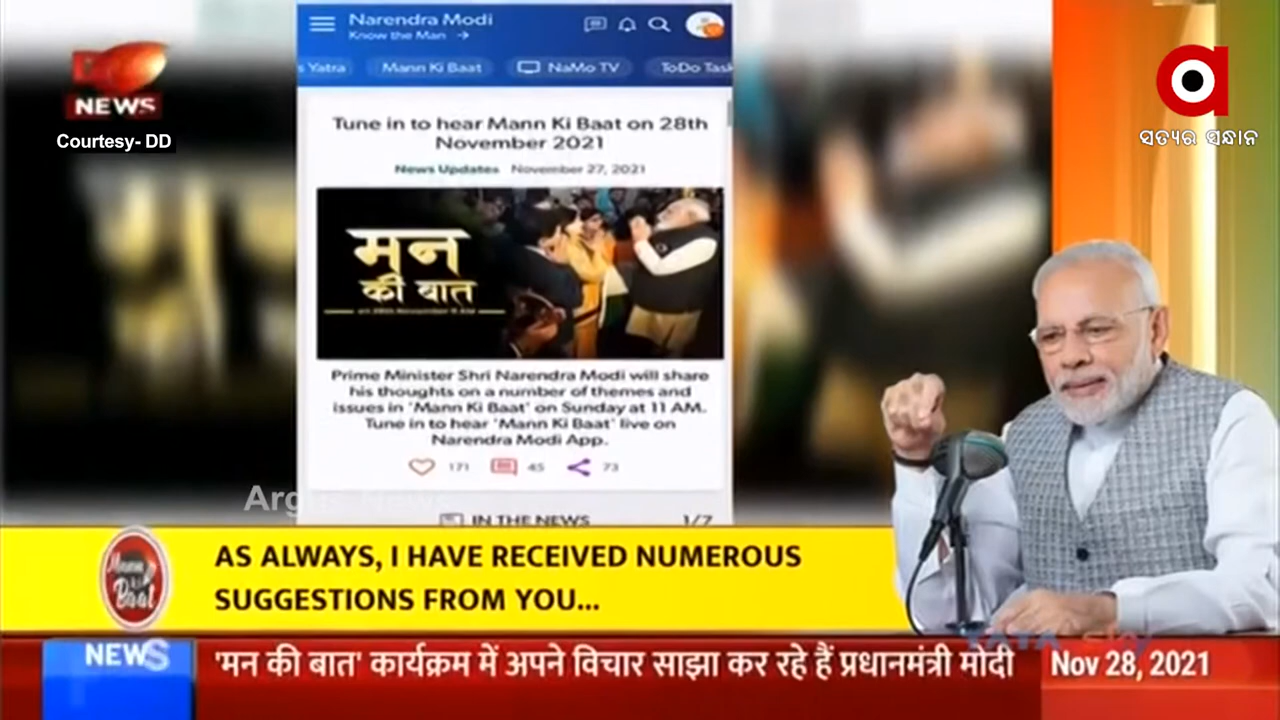 NEWS
Courtesy- DD
ସତ୍ୟର ସନ୍ଧାନ
Narendra Modi
Know the Man →
s Yatra
Mann Ki Baat
NaMo TV
ToDo Task
Tune in to hear Mann Ki Baat on 28th
November 2021
News Updates November 27, 2021
मन
की बात
Prime Minister Shri Narendra Modi will share
his thoughts on a number of themes and
issues in 'Mann Ki Baat' on Sunday at 11 AM.
Tune in to hear 'Mann Ki Baat' live on
Narendra Modi App.
171 45 73
IN THE NEWS 1/7
Mann
Ki
Baat
AS ALWAYS, I HAVE RECEIVED NUMEROUS
SUGGESTIONS FROM YOU...
TATA sky
NEWS
'मन की बात' कार्यक्रम में अपने विचार साझा कर रहे हैं प्रधानमंत्री मोदी
Nov 28, 2021